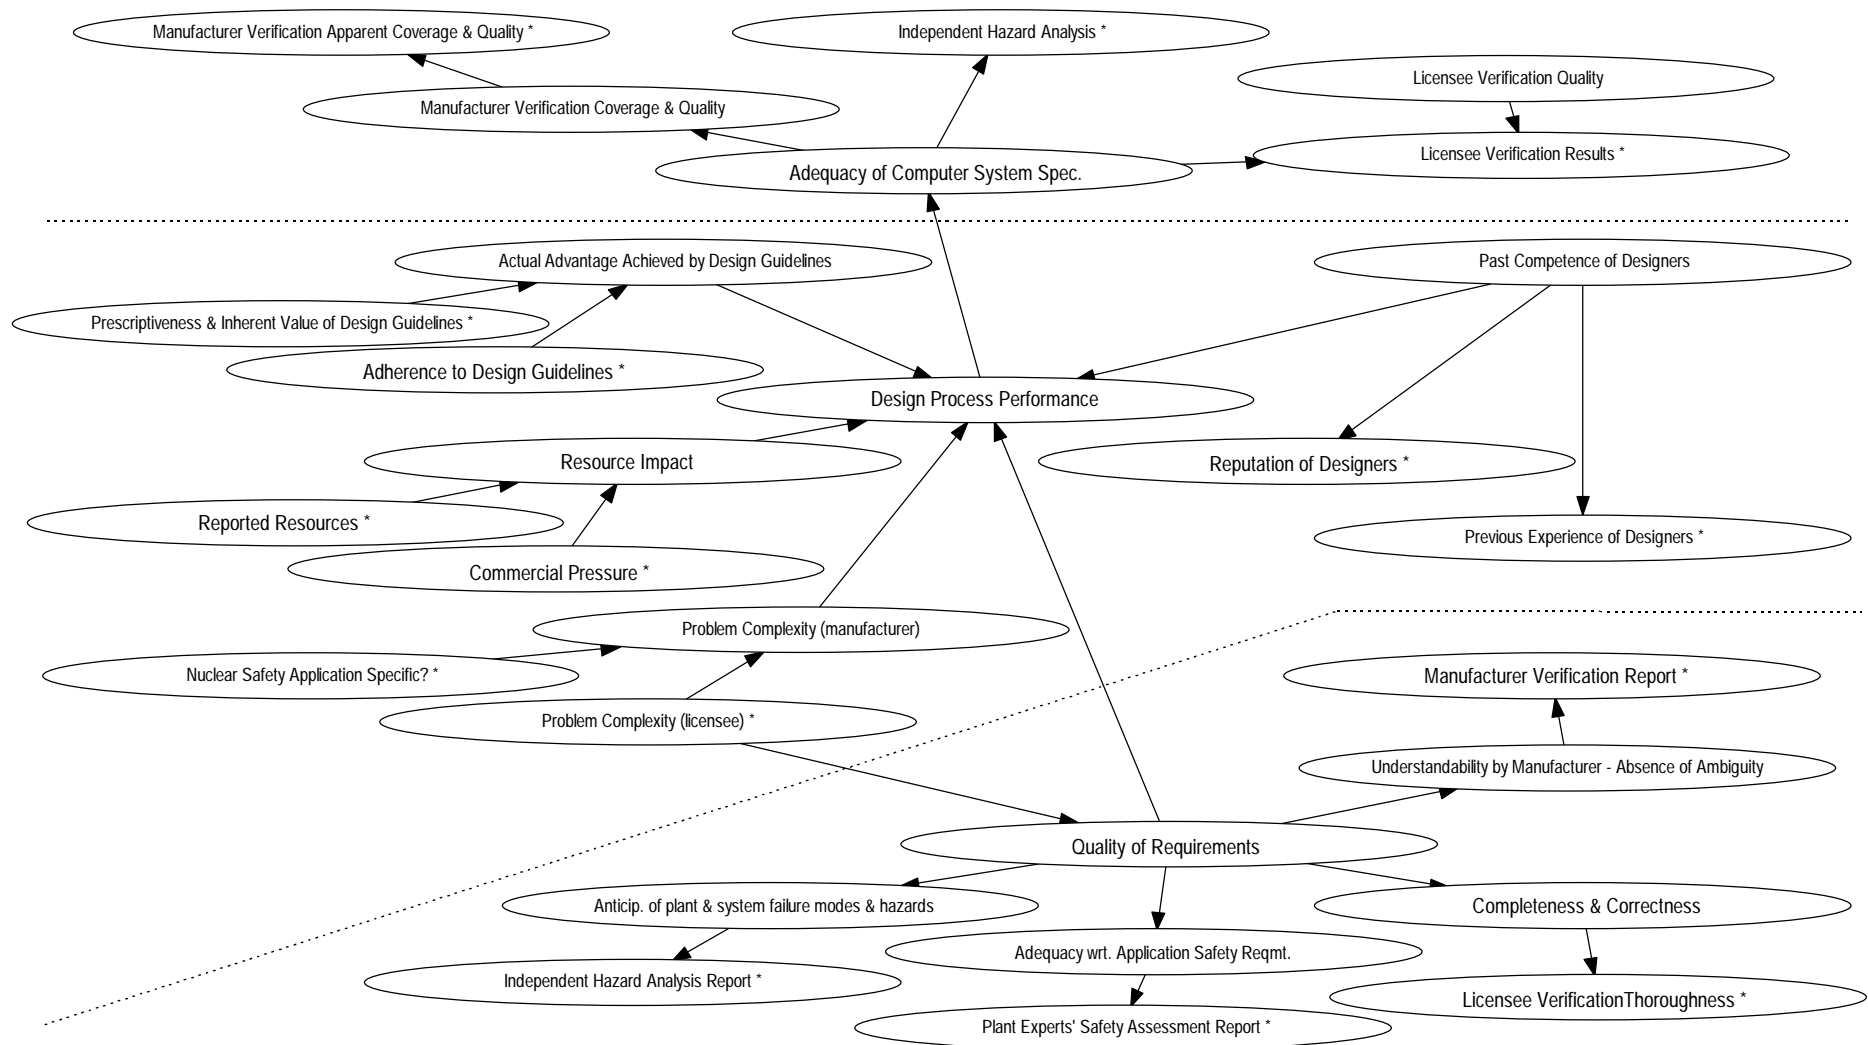 Manufacturer Verification Apparent Coverage & Quality *
Independent Hazard Analysis *
Licensee Verification Quality
Manufacturer Verification Coverage & Quality
Licensee Verification Results *
Adequacy of Computer System Spec.
Actual Advantage Achieved by Design Guidelines
Past Competence of Designers
Prescriptiveness & Inherent Value of Design Guidelines *
Adherence to Design Guidelines *
Design Process Performance
Resource Impact
Reputation of Designers *
Reported Resources *
Previous Experience of Designers *
Commercial Pressure *
Problem Complexity (manufacturer)
Nuclear Safety Application Specific? *
Manufacturer Verification Report *
Problem Complexity (licensee) *
Understandability by Manufacturer - Absence of Ambiguity
Quality of Requirements
Anticip. of plant & system failure modes & hazards
Completeness & Correctness
Adequacy wrt. Application Safety Reqmt.
Independent Hazard Analysis Report *
Licensee VerificationThoroughness *
Plant Experts' Safety Assessment Report *